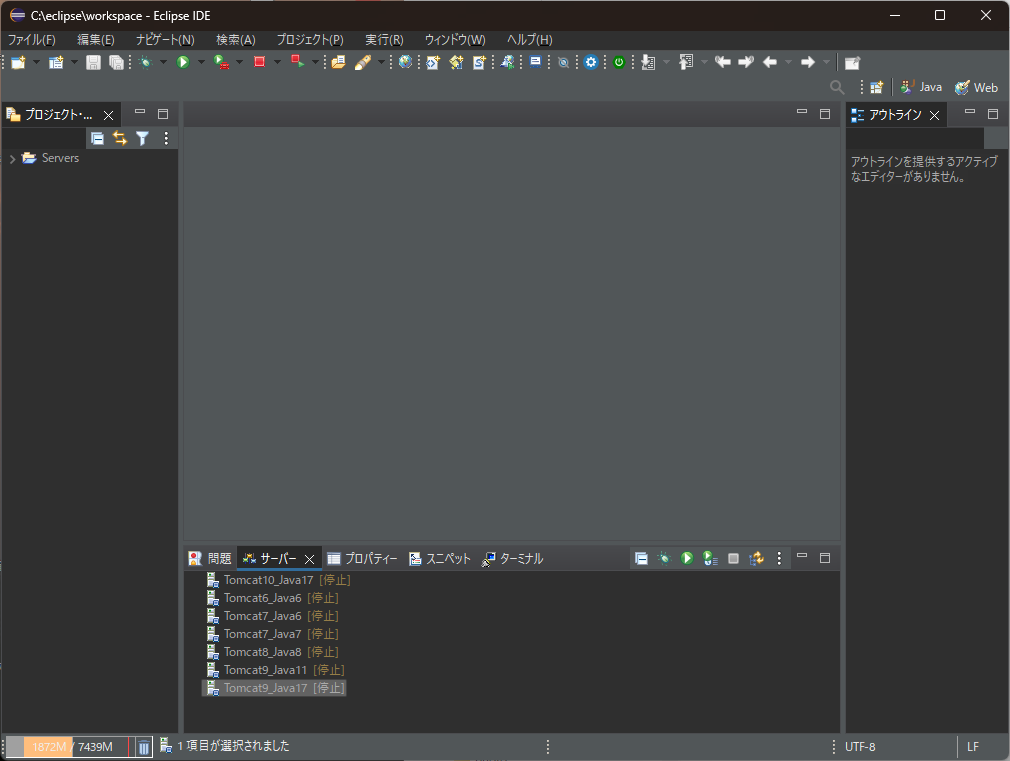 C:\eclipse\workspace - Eclipse IDE
ファイル(F) 編集(E) ナビゲート(N) 検索(A) プロジェクト(P) 実行(R) ウィンドウ(W) ヘルプ(H)
Java Web
プロジェクト・...
アウトライン
Servers
アウトラインを提供するアクティブ
なエディターがありません。
問題 サーバー プロパティー スニペット ターミナル
Tomcat10_Java17 [停止]
Tomcat6_Java6 [停止]
Tomcat7_Java6 [停止]
Tomcat7_Java7 [停止]
Tomcat8_Java8 [停止]
Tomcat9_Java11 [停止]
Tomcat9_Java17 [停止]
1872M / 7439M 1 項目が選択されました UTF-8 LF